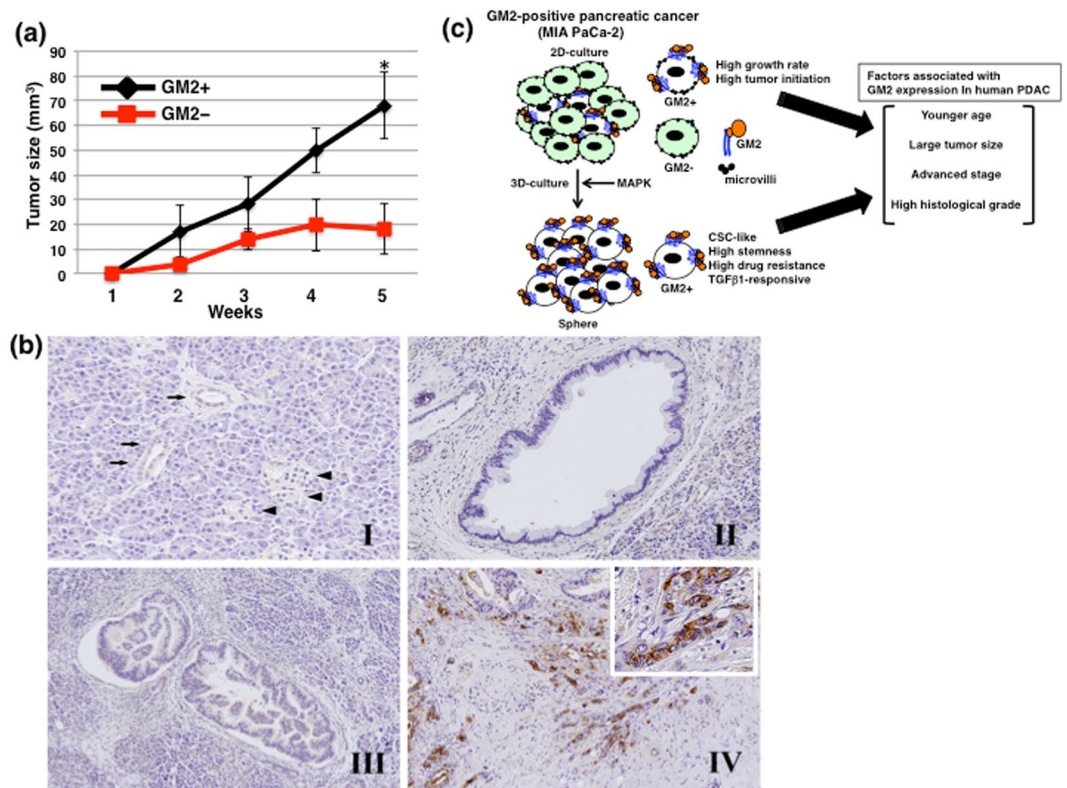 (a)
90
80
70
60
50
40
30
20
10
0
Tumor size (mm³)
GM2+
GM2−
*
1 2 3 4 5
Weeks
(c)
GM2-positive pancreatic cancer
(MIA PaCa-2)
2D-culture
High growth rate
High tumor initiation
GM2+
GM2-
GM2
microvilli
3D-culture
MAPK
CSC-like
High stemness
High drug resistance
TGFβ1-responsive
GM2+
Sphere
Factors associated with
GM2 expression In human PDAC
Younger age
Large tumor size
Advanced stage
High histological grade
(b)
I
II
III
IV